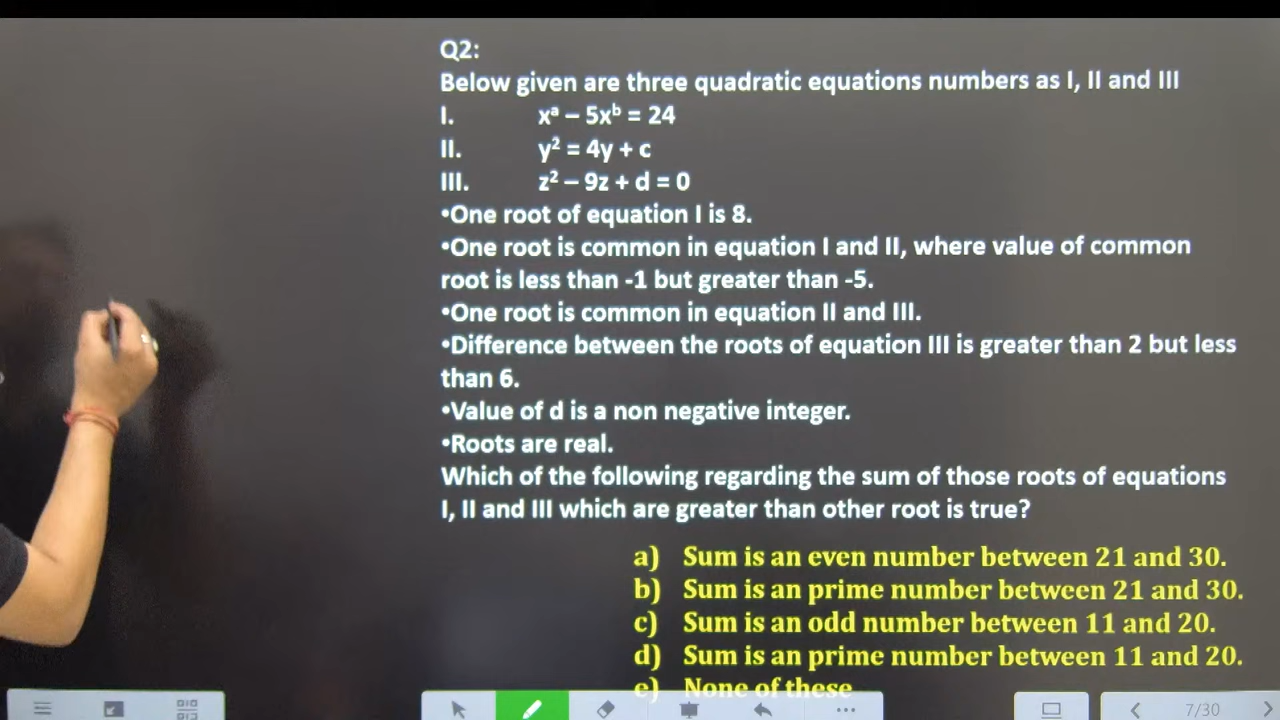 Q2:
Below given are three quadratic equations numbers as I, II and III
I. xᵃ – 5xᵇ = 24
II. y² = 4y + c
III. z² – 9z + d = 0
•One root of equation I is 8.
•One root is common in equation I and II, where value of common
root is less than -1 but greater than -5.
•One root is common in equation II and III.
•Difference between the roots of equation III is greater than 2 but less
than 6.
•Value of d is a non negative integer.
•Roots are real.
Which of the following regarding the sum of those roots of equations
I, II and III which are greater than other root is true?
a) Sum is an even number between 21 and 30.
b) Sum is an prime number between 21 and 30.
c) Sum is an odd number between 11 and 20.
d) Sum is an prime number between 11 and 20.
e) None of these
7/30